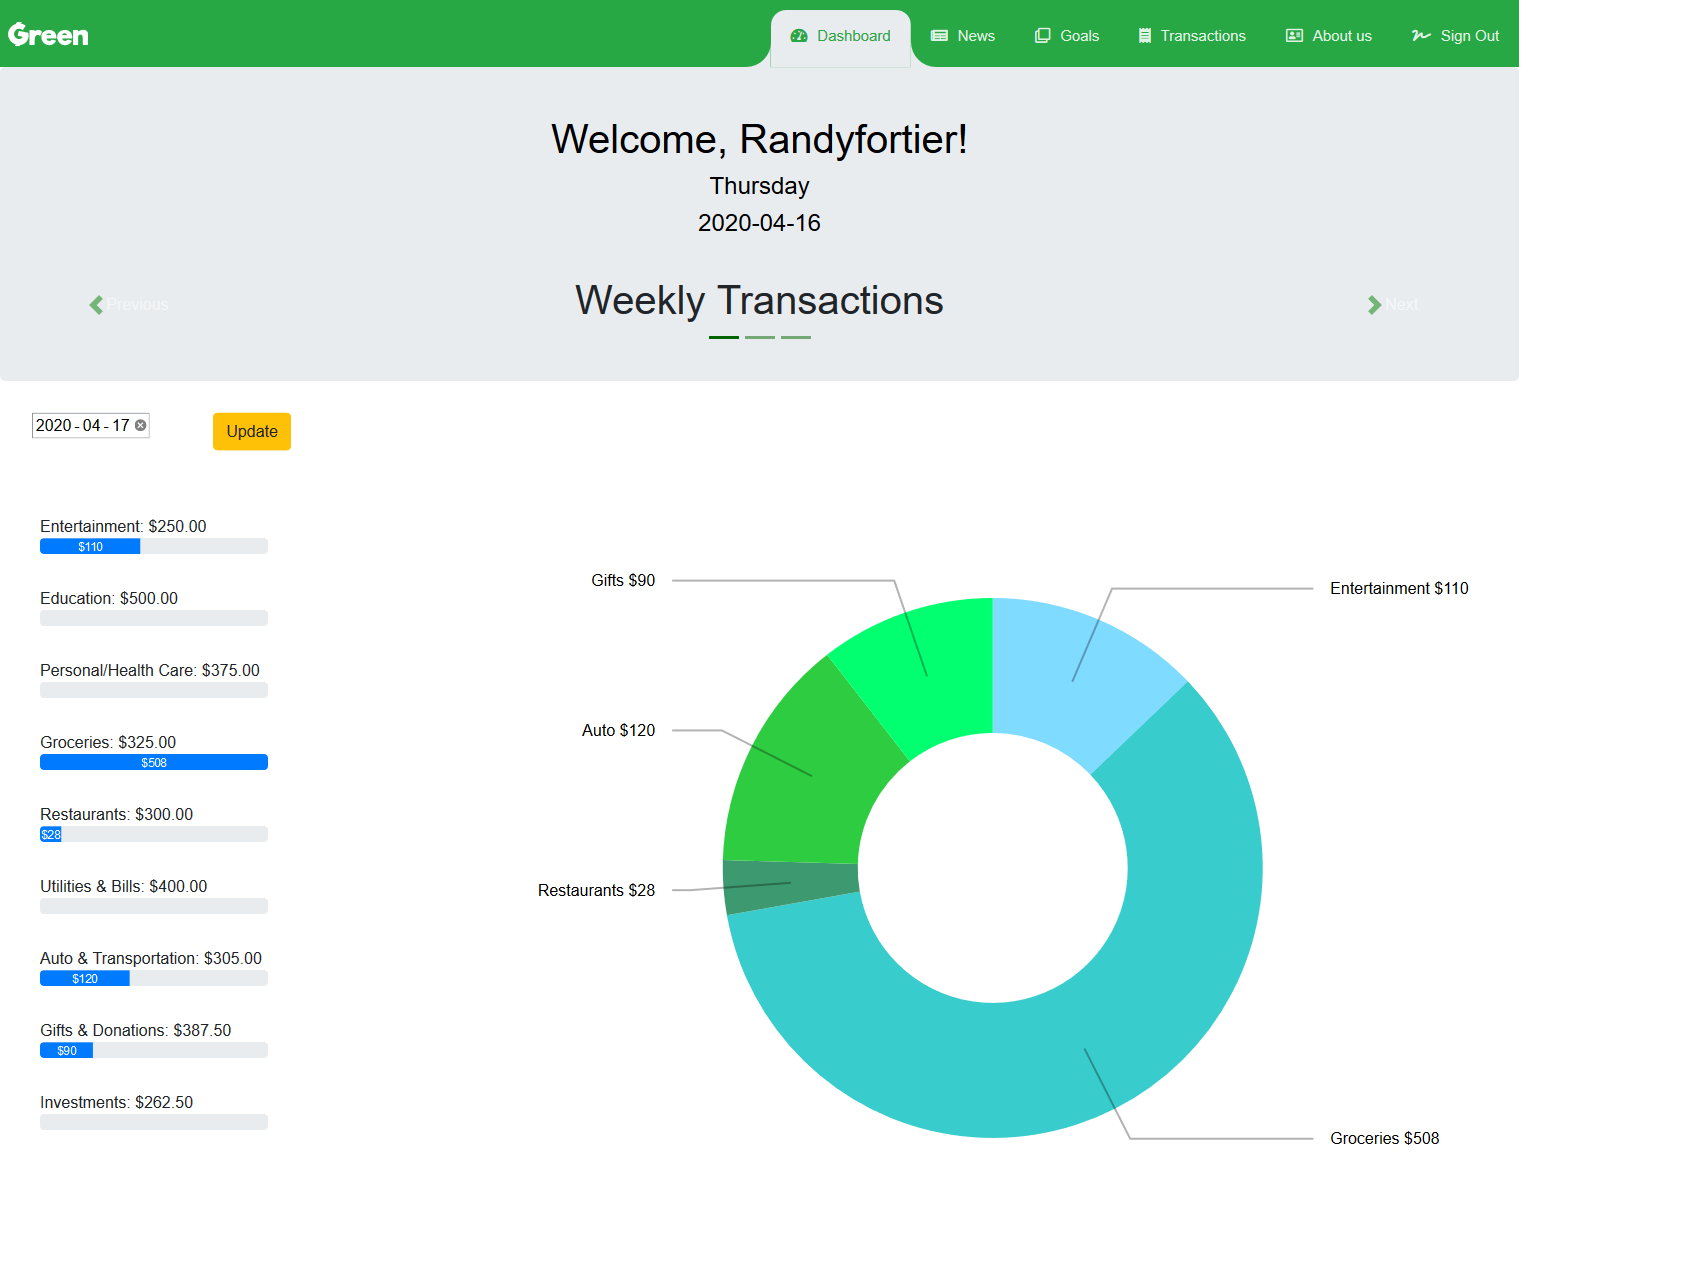 Green
Dashboard
News
Goals
Transactions
About us
Sign Out
Welcome, Randyfortier!
Thursday
2020-04-16
Previous
Weekly Transactions
Next
2020-04-17
Update
Entertainment: $250.00
$110
Education: $500.00
Personal/Health Care: $375.00
Groceries: $325.00
$508
Restaurants: $300.00
$28
Utilities & Bills: $400.00
Auto & Transportation: $305.00
$120
Gifts & Donations: $387.50
$90
Investments: $262.50
Gifts $90
Entertainment $110
Auto $120
Restaurants $28
Groceries $508